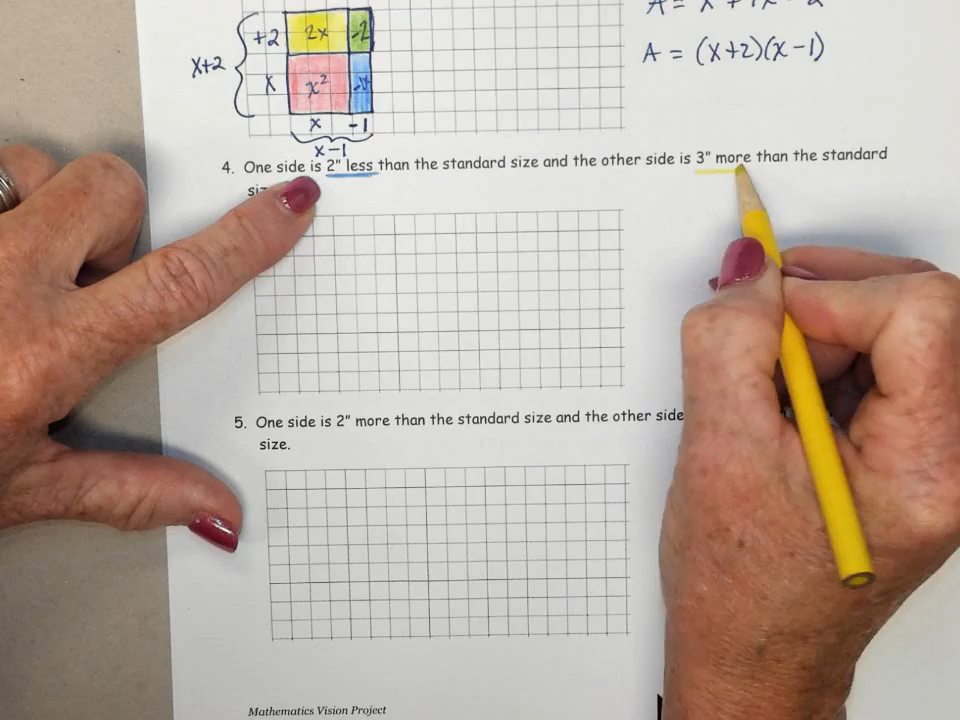 +2 2x -2
x+2
x x²
x -1
x-1
A = (x+2)(x-1)
4. One side is 2" less than the standard size and the other side is 3" more than the standard
5. One side is 2" more than the standard size and the other side
size.
Mathematics Vision Project